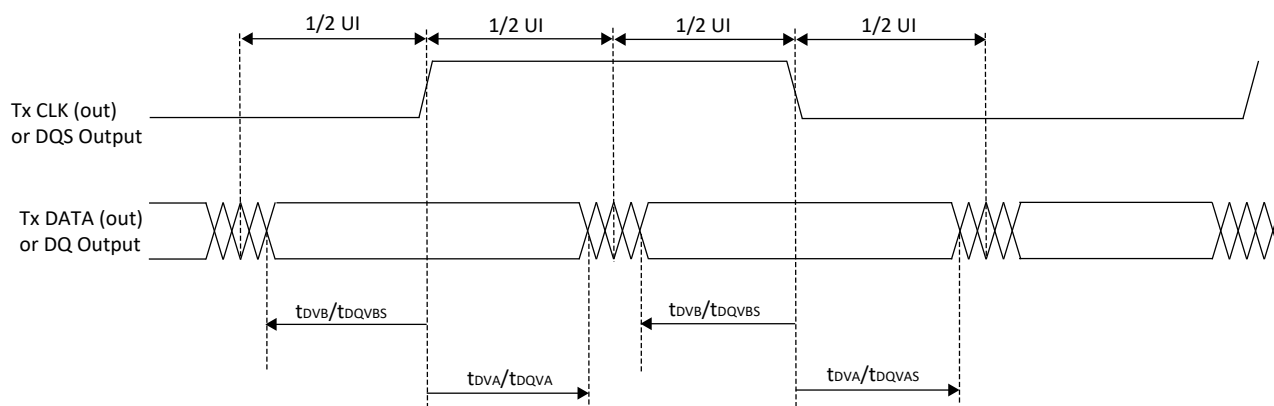 1/2 UI
1/2 UI
1/2 UI
1/2 UI
Tx CLK (out)
or DQS Output
Tx DATA (out)
or DQ Output
tDVB/tDQVBS
tDVB/tDQVBS
tDVA/tDQVA
tDVA/tDQVAS